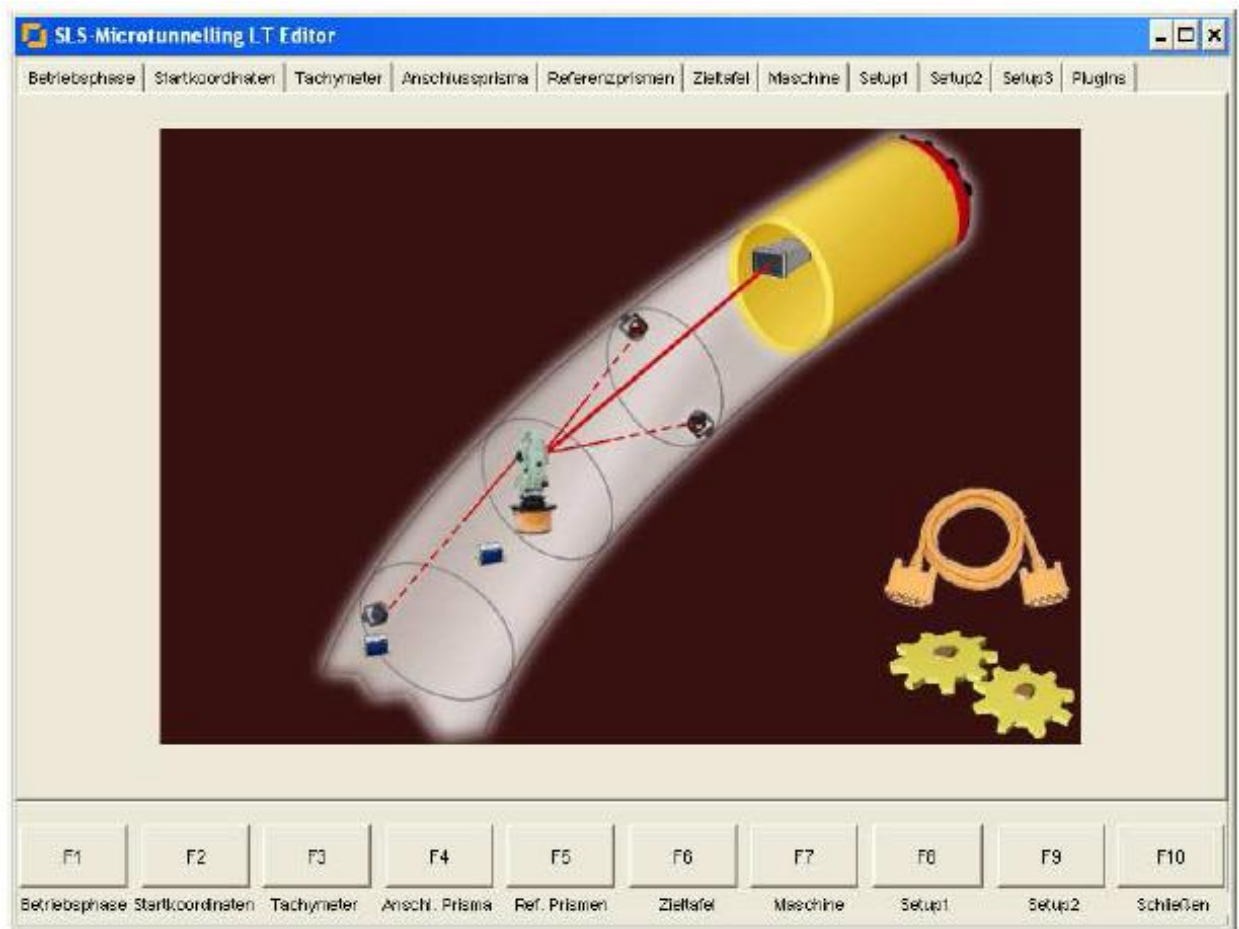 SLS-Microtunnelling LT Editor
Betriebsphase Startkoordinaten Tachymeter Anschlussprisma Referenzprismen Zieltafel Maschine Setup1 Setup2 Setup3 PlugIns
F1 F2 F3 F4 F5 F6 F7 F8 F9 F10
Betriebsphase Startkoordinaten Tachymeter Anschl. Prisma Ref. Prismen Zieltafel Maschine Setup1 Setup2 Schließen